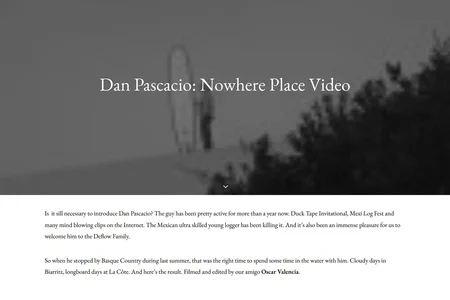 Dan Pascacio: Nowhere Place Video
Is it sill necessary to introduce Dan Pascacio? The guy has been pretty active for more than a year now. Duck Tape Invitational, Mexi Log Fest and
many mind blowing clips on the Internet. The Mexican ultra skilled young logger has been killing it. And it's also been an immense pleasure for us to
welcome him to the Deflow Family.
So when he stopped by Basque Country during last summer, that was the right time to spend some time in the water with him. Cloudy days in
Biarritz, longboard days at La Côte. And here's the result. Filmed and edited by our amigo Oscar Valencia.